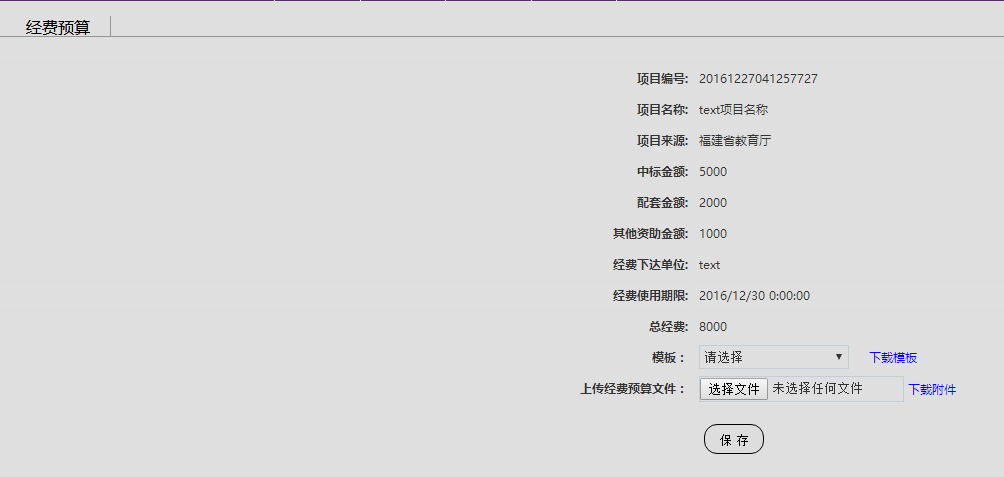 经费预算
项目编号: 20161227041257727
项目名称: text项目名称
项目来源: 福建省教育厅
中标金额: 5000
配套金额: 2000
其他资助金额: 1000
经费下达单位: text
经费使用期限: 2016/12/30 0:00:00
总经费: 8000
模板： 请选择 下载模板
上传经费预算文件： 选择文件 未选择任何文件 下载附件
保 存